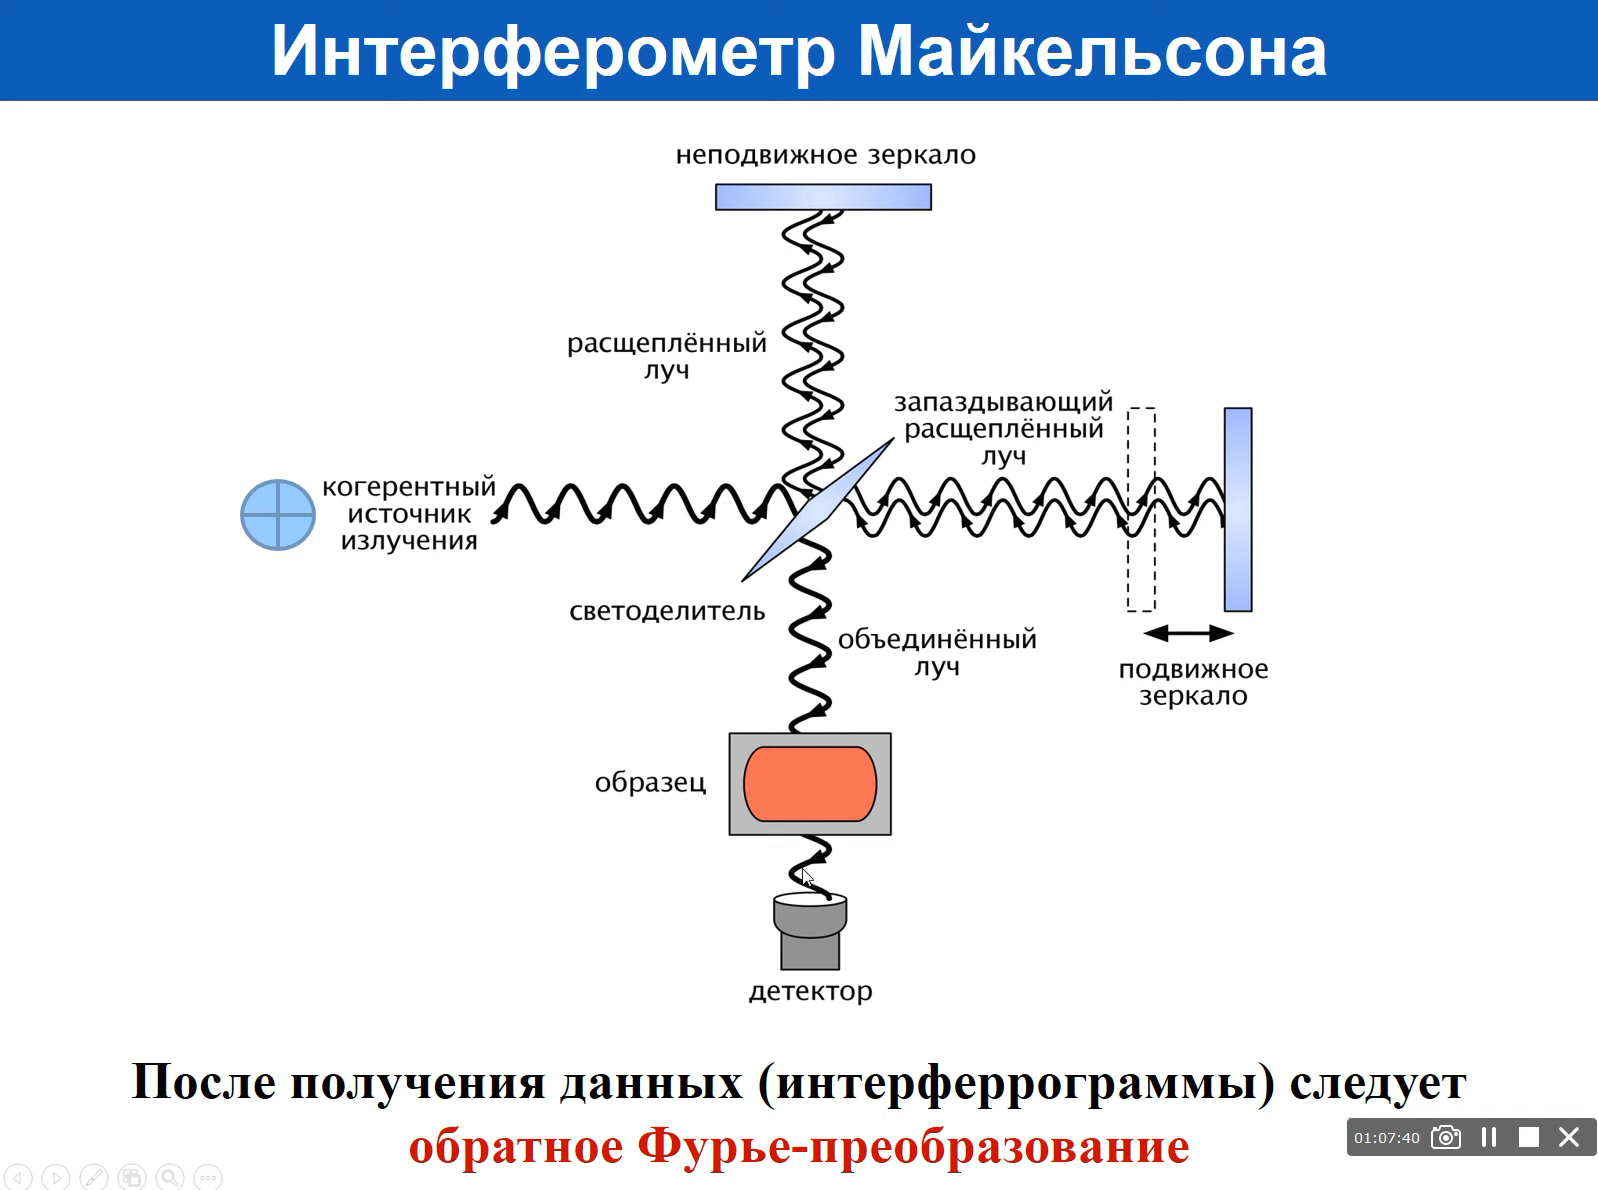 Интерферометр Майкельсона
неподвижное зеркало
расщеплённый
луч
запаздывающий
расщеплённый
луч
когерентный
источник
излучения
светоделитель
объединённый
луч
подвижное
зеркало
образец
детектор
После получения данных (интерферрограммы) следует
обратное Фурье-преобразование
01:07:40